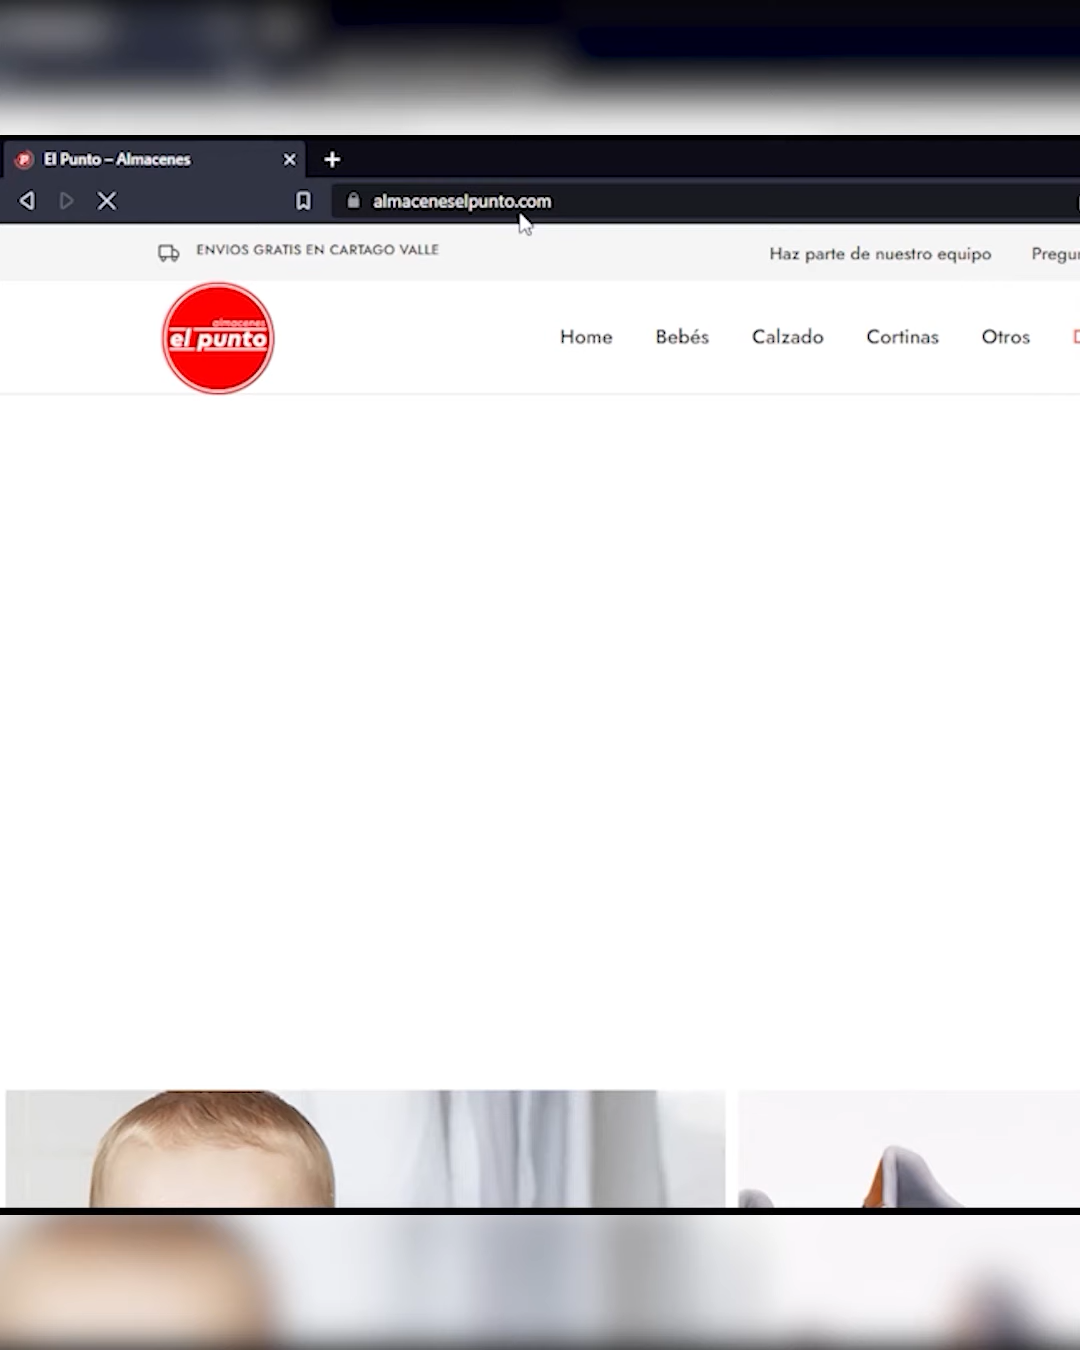 El Punto – Almacenes
almaceneselpunto.com
ENVIOS GRATIS EN CARTAGO VALLE
Haz parte de nuestro equipo
almacenes
el punto
Home Bebés Calzado Cortinas Otros